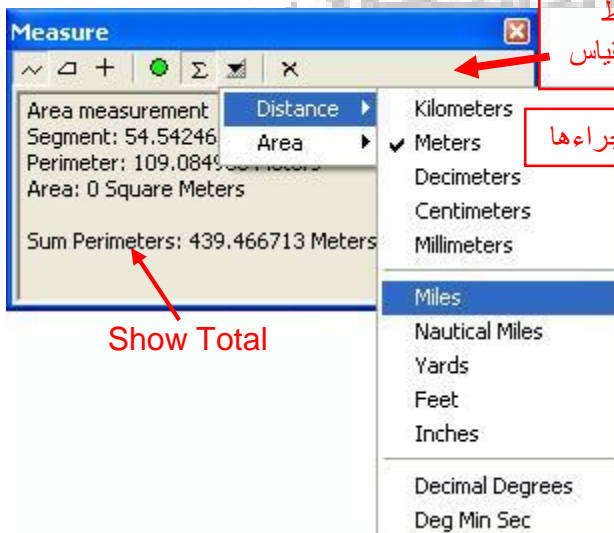 Measure
Area measurement
Segment: 54.54246
Perimeter: 109.0849
Area: 0 Square Meters
Sum Perimeters: 439.466713 Meters
Distance
Area
Kilometers
Meters
Decimeters
Centimeters
Millimeters
Miles
Nautical Miles
Yards
Feet
Inches
Decimal Degrees
Deg Min Sec
Show Total